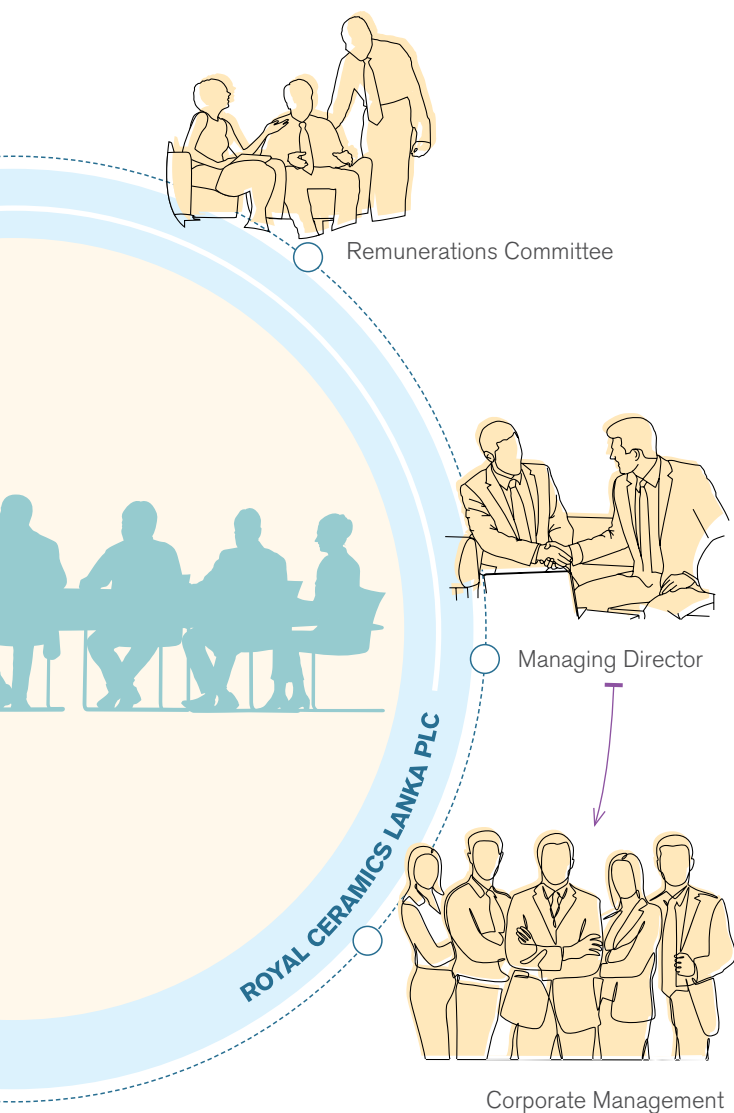 Remunerations Committee
Managing Director
ROYAL CERAMICS LANKA PLC
Corporate Management